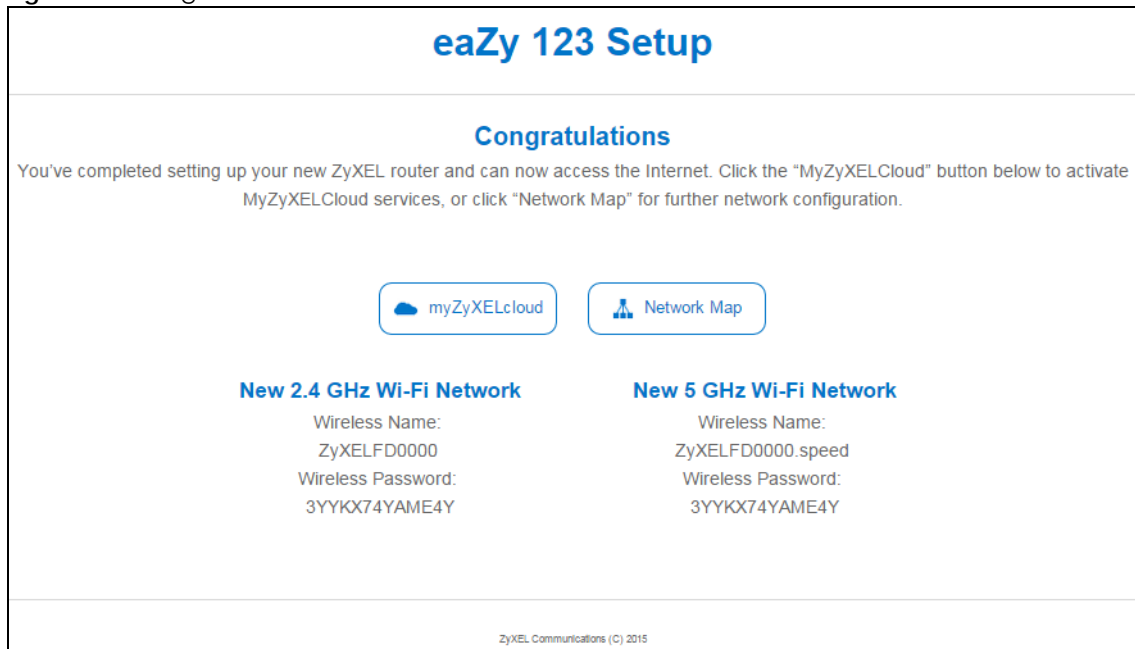 eaZy 123 Setup
Congratulations
You've completed setting up your new ZyXEL router and can now access the Internet. Click the “MyZyXELCloud” button below to activate
MyZyXELCloud services, or click “Network Map” for further network configuration.
myZyXELcloud
Network Map
New 2.4 GHz Wi-Fi Network
Wireless Name:
ZyXELFD0000
Wireless Password:
3YYKX74YAME4Y
New 5 GHz Wi-Fi Network
Wireless Name:
ZyXELFD0000.speed
Wireless Password:
3YYKX74YAME4Y
ZyXEL Communications (C) 2015